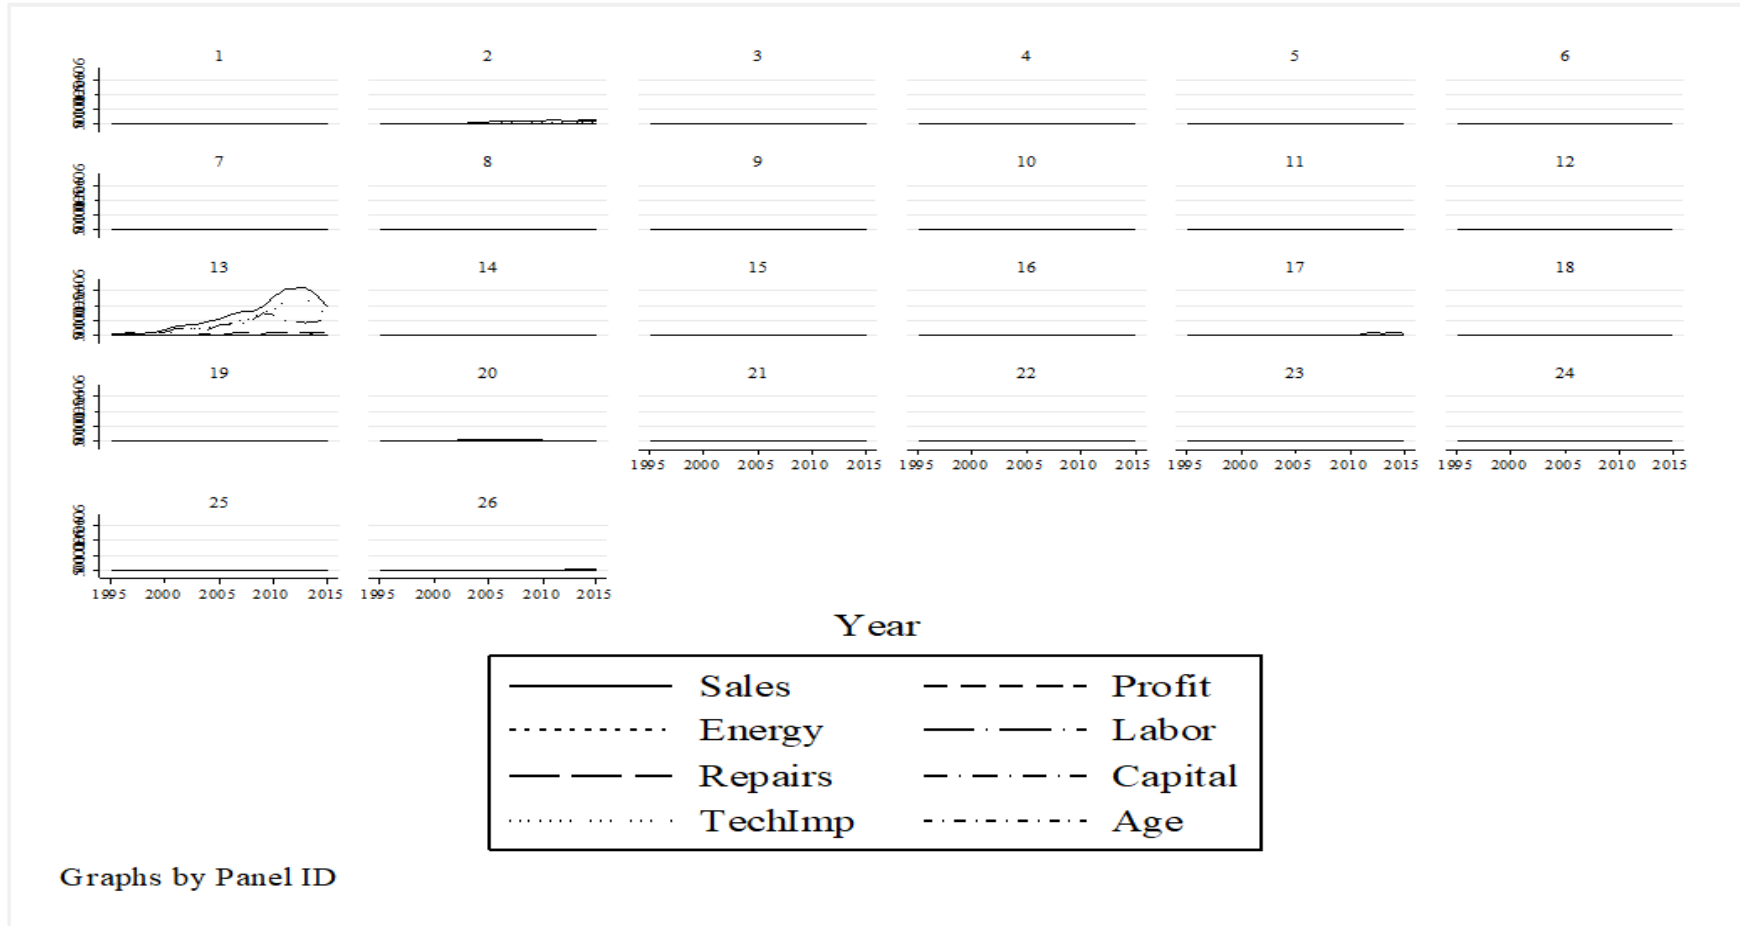 1 2 3 4 5 6
7 8 9 10 11 12
13 14 15 16 17 18
19 20 21 22 23 24
1995 2000 2005 2010 2015 1995 2000 2005 2010 2015 1995 2000 2005 2010 2015 1995 2000 2005 2010 2015
25 26
1995 2000 2005 2010 2015 1995 2000 2005 2010 2015
Year
Sales Profit
Energy Labor
Repairs Capital
TechImp Age
Graphs by Panel ID